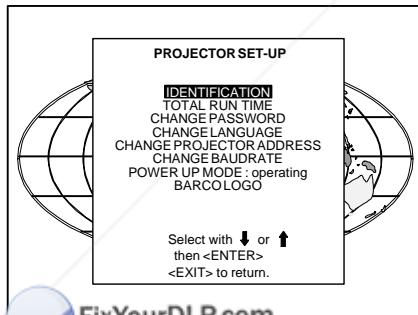 PROJECTOR SET-UP
IDENTIFICATION
TOTAL RUN TIME
CHANGE PASSWORD
CHANGE LANGUAGE
CHANGE PROJECTOR ADDRESS
CHANGE BAUDRATE
POWER UP MODE : operating
BARCO LOGO
Select with ⬇ or ⬆
then <ENTER>
<EXIT> to return.
FixYourDLP.com